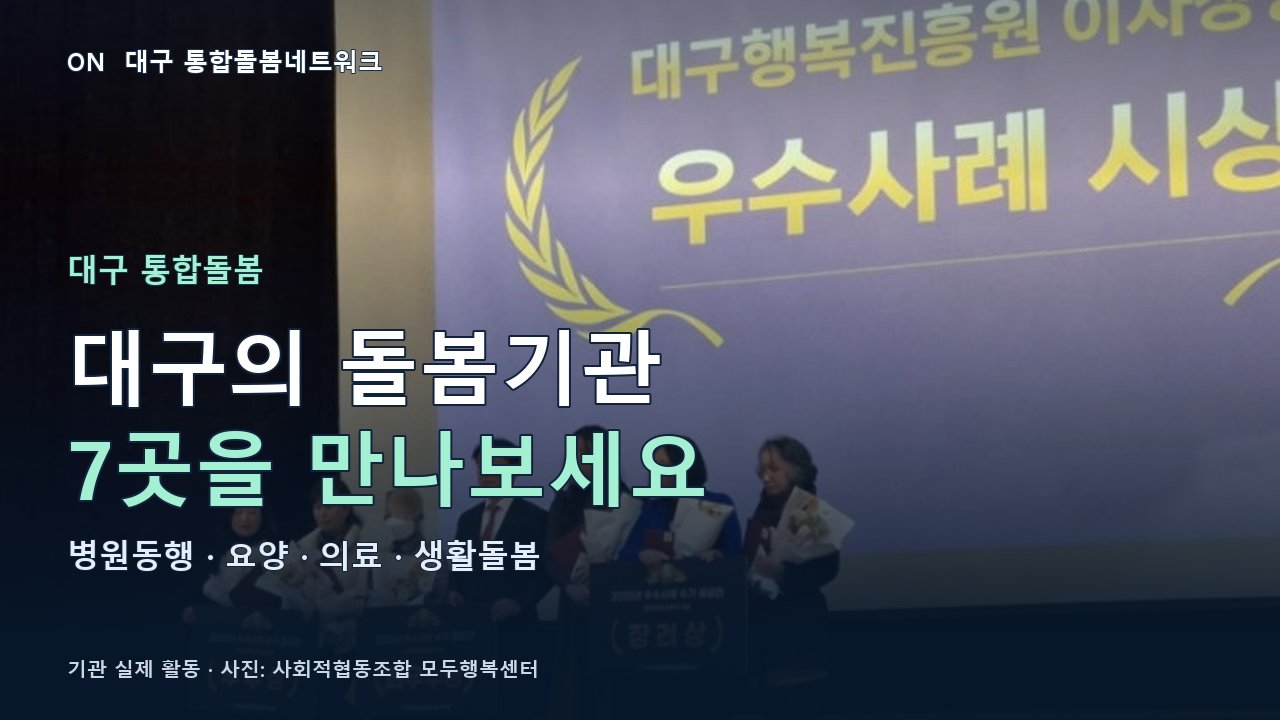 ON 대구 통합돌봄네트워크
대구행복진흥원 이사장
우수사례 시상
대구 통합돌봄
대구의 돌봄기관
7곳을 만나보세요
병원동행 · 요양 · 의료 · 생활돌봄
장려상
기관 실제 활동 · 사진: 사회적협동조합 모두행복센터